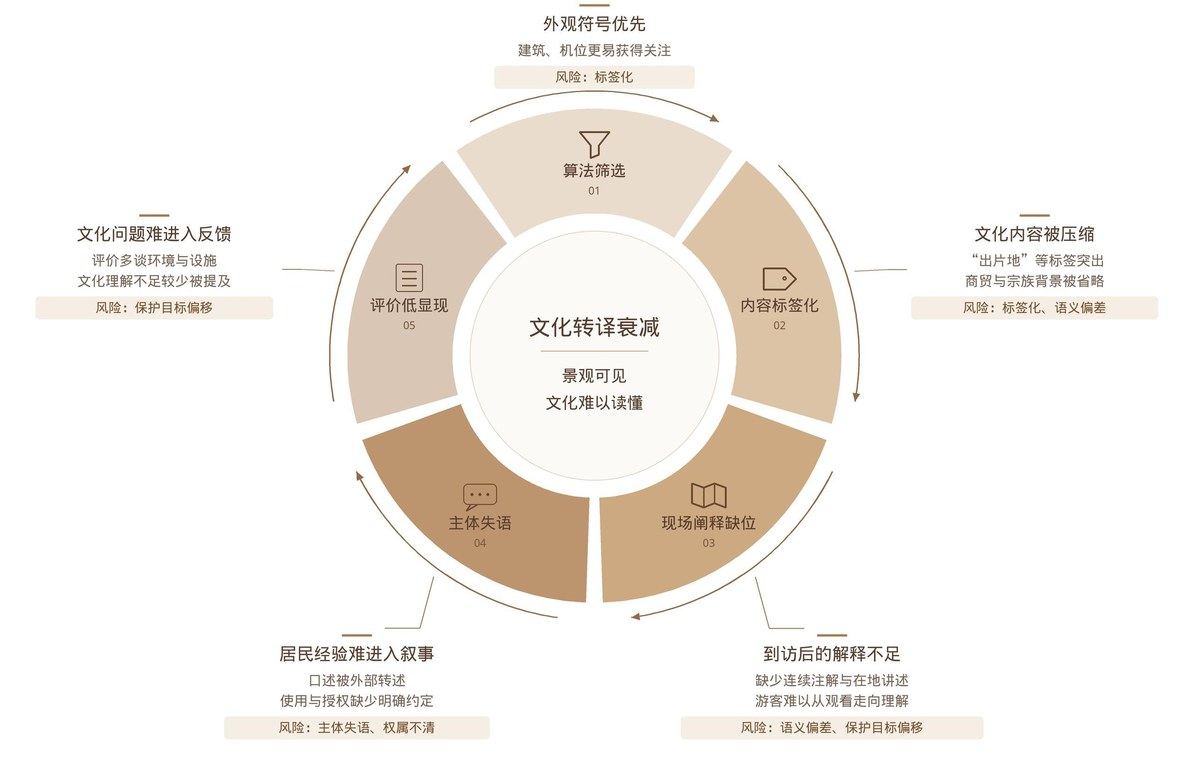 外观符号优先
建筑、机位更易获得关注
风险：标签化
算法筛选
01
文化内容被压缩
“出片地”等标签突出
商贸与宗族背景被省略
风险：标签化、语义偏差
内容标签化
02
现场阐释缺位
03
到访后的解释不足
缺少连续注解与在地讲述
游客难以从观看走向理解
风险：语义偏差、保护目标偏移
主体失语
04
居民经验难进入叙事
口述被外部转述
使用与授权缺少明确约定
风险：主体失语、权属不清
评价低显现
05
文化问题难进入反馈
评价多谈环境与设施
文化理解不足较少被提及
风险：保护目标偏移
文化转译衰减
景观可见
文化难以读懂